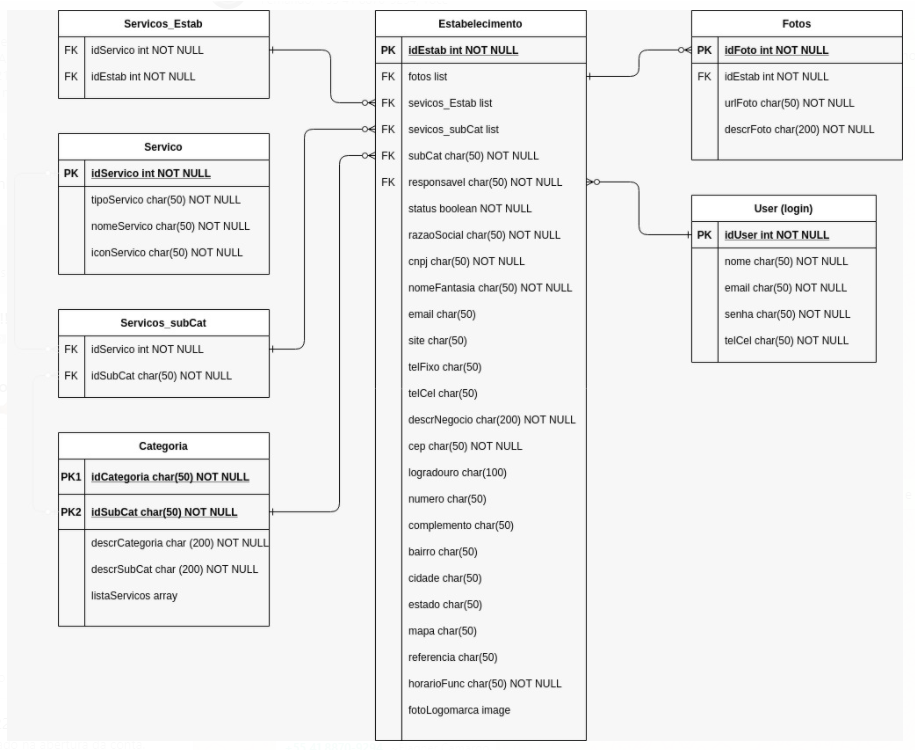 Servicos_Estab
FK idServico int NOT NULL
FK idEstab int NOT NULL
Servico
PK idServico int NOT NULL
tipoServico char(50) NOT NULL
nomeServico char(50) NOT NULL
iconServico char(50) NOT NULL
Servicos_subCat
FK idServico int NOT NULL
FK idSubCat char(50) NOT NULL
Categoria
PK1 idCategoria char(50) NOT NULL
PK2 idSubCat char(50) NOT NULL
descrCategoria char (200) NOT NULL
descrSubCat char (200) NOT NULL
listaServicos array
Estabelecimento
PK idEstab int NOT NULL
FK fotos list
FK sevicos_Estab list
FK sevicos_subCat list
FK subCat char(50) NOT NULL
FK responsavel char(50) NOT NULL
status boolean NOT NULL
razaoSocial char(50) NOT NULL
cnpj char(50) NOT NULL
nomeFantasia char(50) NOT NULL
email char(50)
site char(50)
telFixo char(50)
telCel char(50)
descrNegocio char(200) NOT NULL
cep char(50) NOT NULL
logradouro char(100)
numero char(50)
complemento char(50)
bairro char(50)
cidade char(50)
estado char(50)
mapa char(50)
referencia char(50)
horarioFunc char(50) NOT NULL
fotoLogomarca image
Fotos
PK idFoto int NOT NULL
FK idEstab int NOT NULL
urlFoto char(50) NOT NULL
descrFoto char(200) NOT NULL
User (login)
PK idUser int NOT NULL
nome char(50) NOT NULL
email char(50) NOT NULL
senha char(50) NOT NULL
telCel char(50) NOT NULL